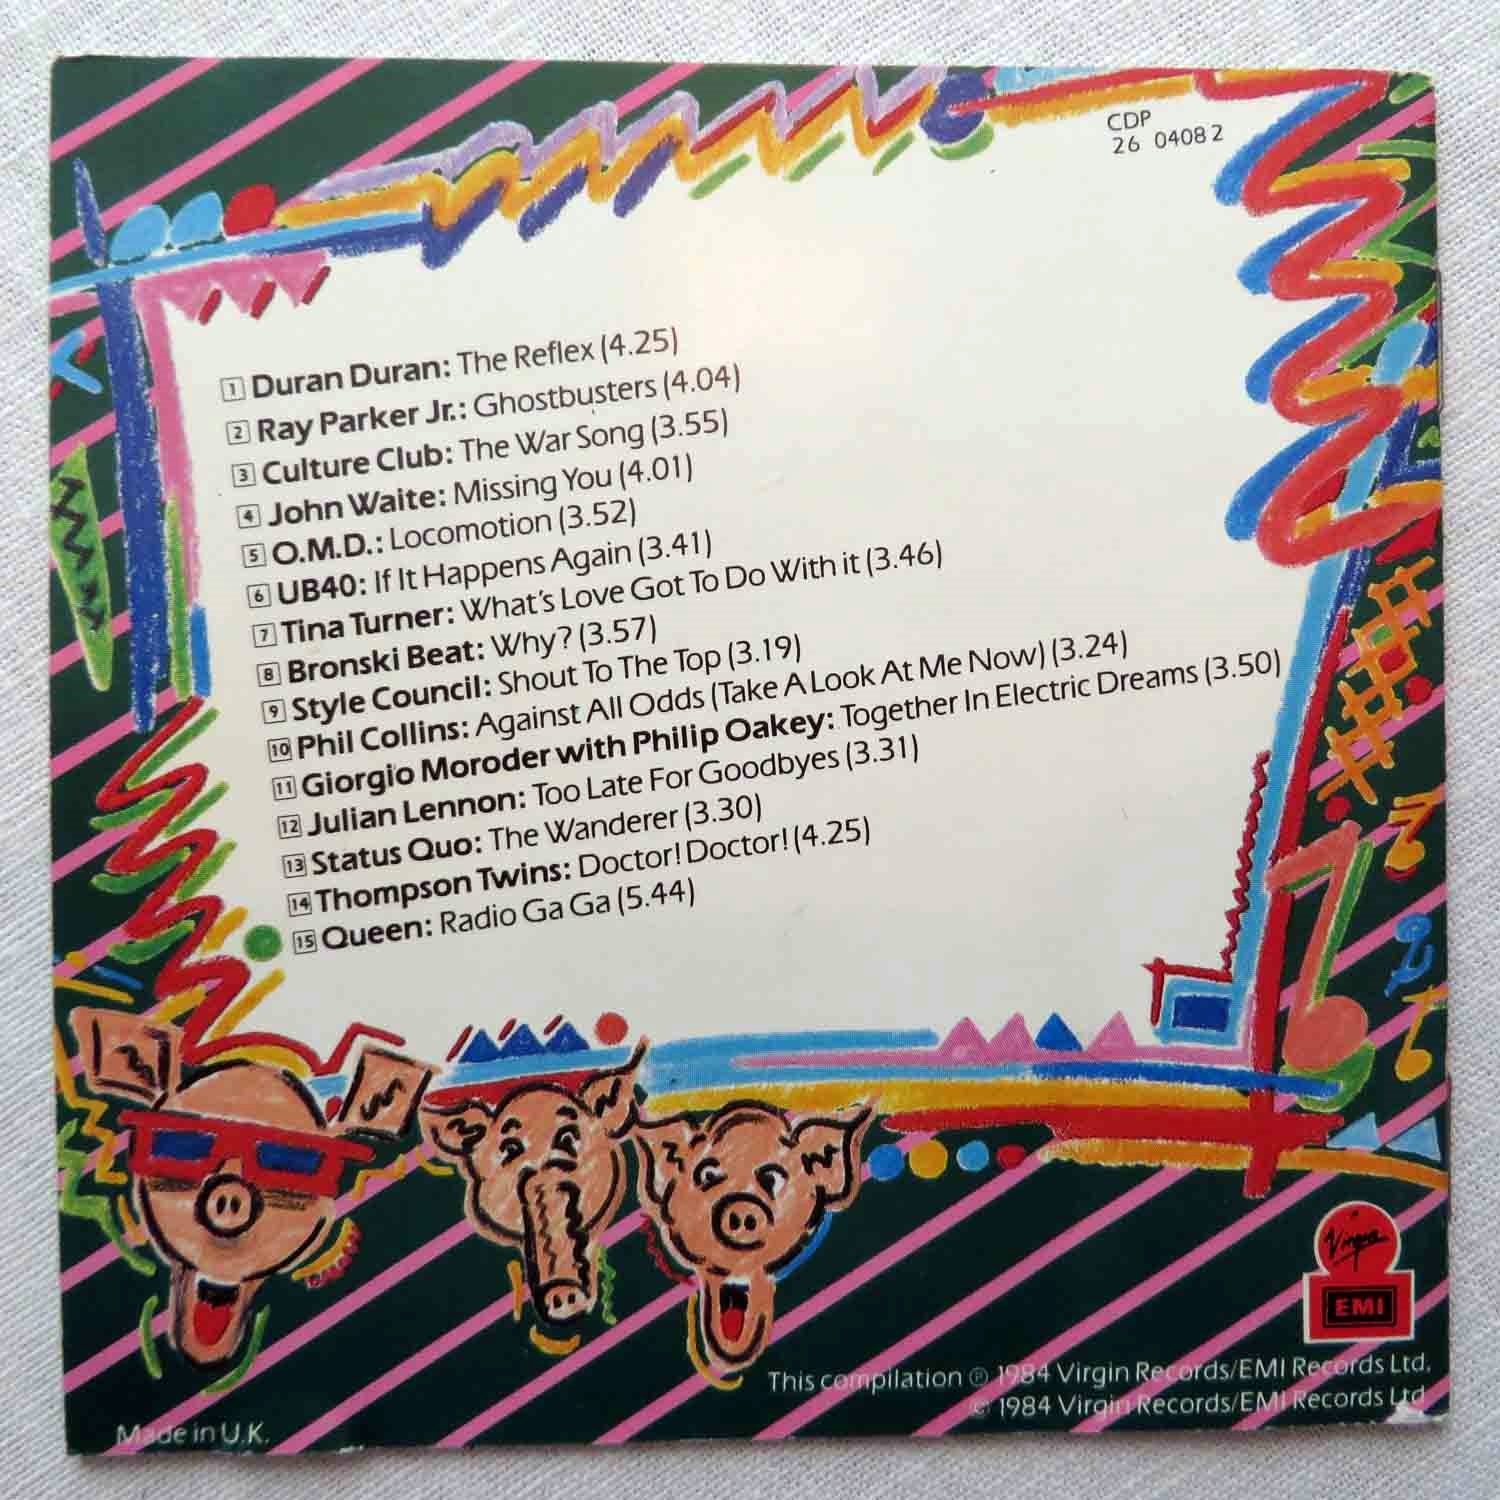 CDP
26 0408 2
1 Duran Duran: The Reflex (4.25)
2 Ray Parker Jr.: Ghostbusters (4.04)
3 Culture Club: The War Song (3.55)
4 John Waite: Missing You (4.01)
5 O.M.D.: Locomotion (3.52)
6 UB40: If It Happens Again (3.41)
7 Tina Turner: What's Love Got To Do With it (3.46)
8 Bronski Beat: Why? (3.57)
9 Style Council: Shout To The Top (3.19)
10 Phil Collins: Against All Odds (Take A Look At Me Now) (3.24)
11 Giorgio Moroder with Philip Oakey: Together In Electric Dreams (3.50)
12 Julian Lennon: Too Late For Goodbyes (3.31)
13 Status Quo: The Wanderer (3.30)
14 Thompson Twins: Doctor! Doctor! (4.25)
15 Queen: Radio Ga Ga (5.44)
Virgin
EMI
This compilation ℗ 1984 Virgin Records/EMI Records Ltd.
© 1984 Virgin Records/EMI Records Ltd
Made in U.K.